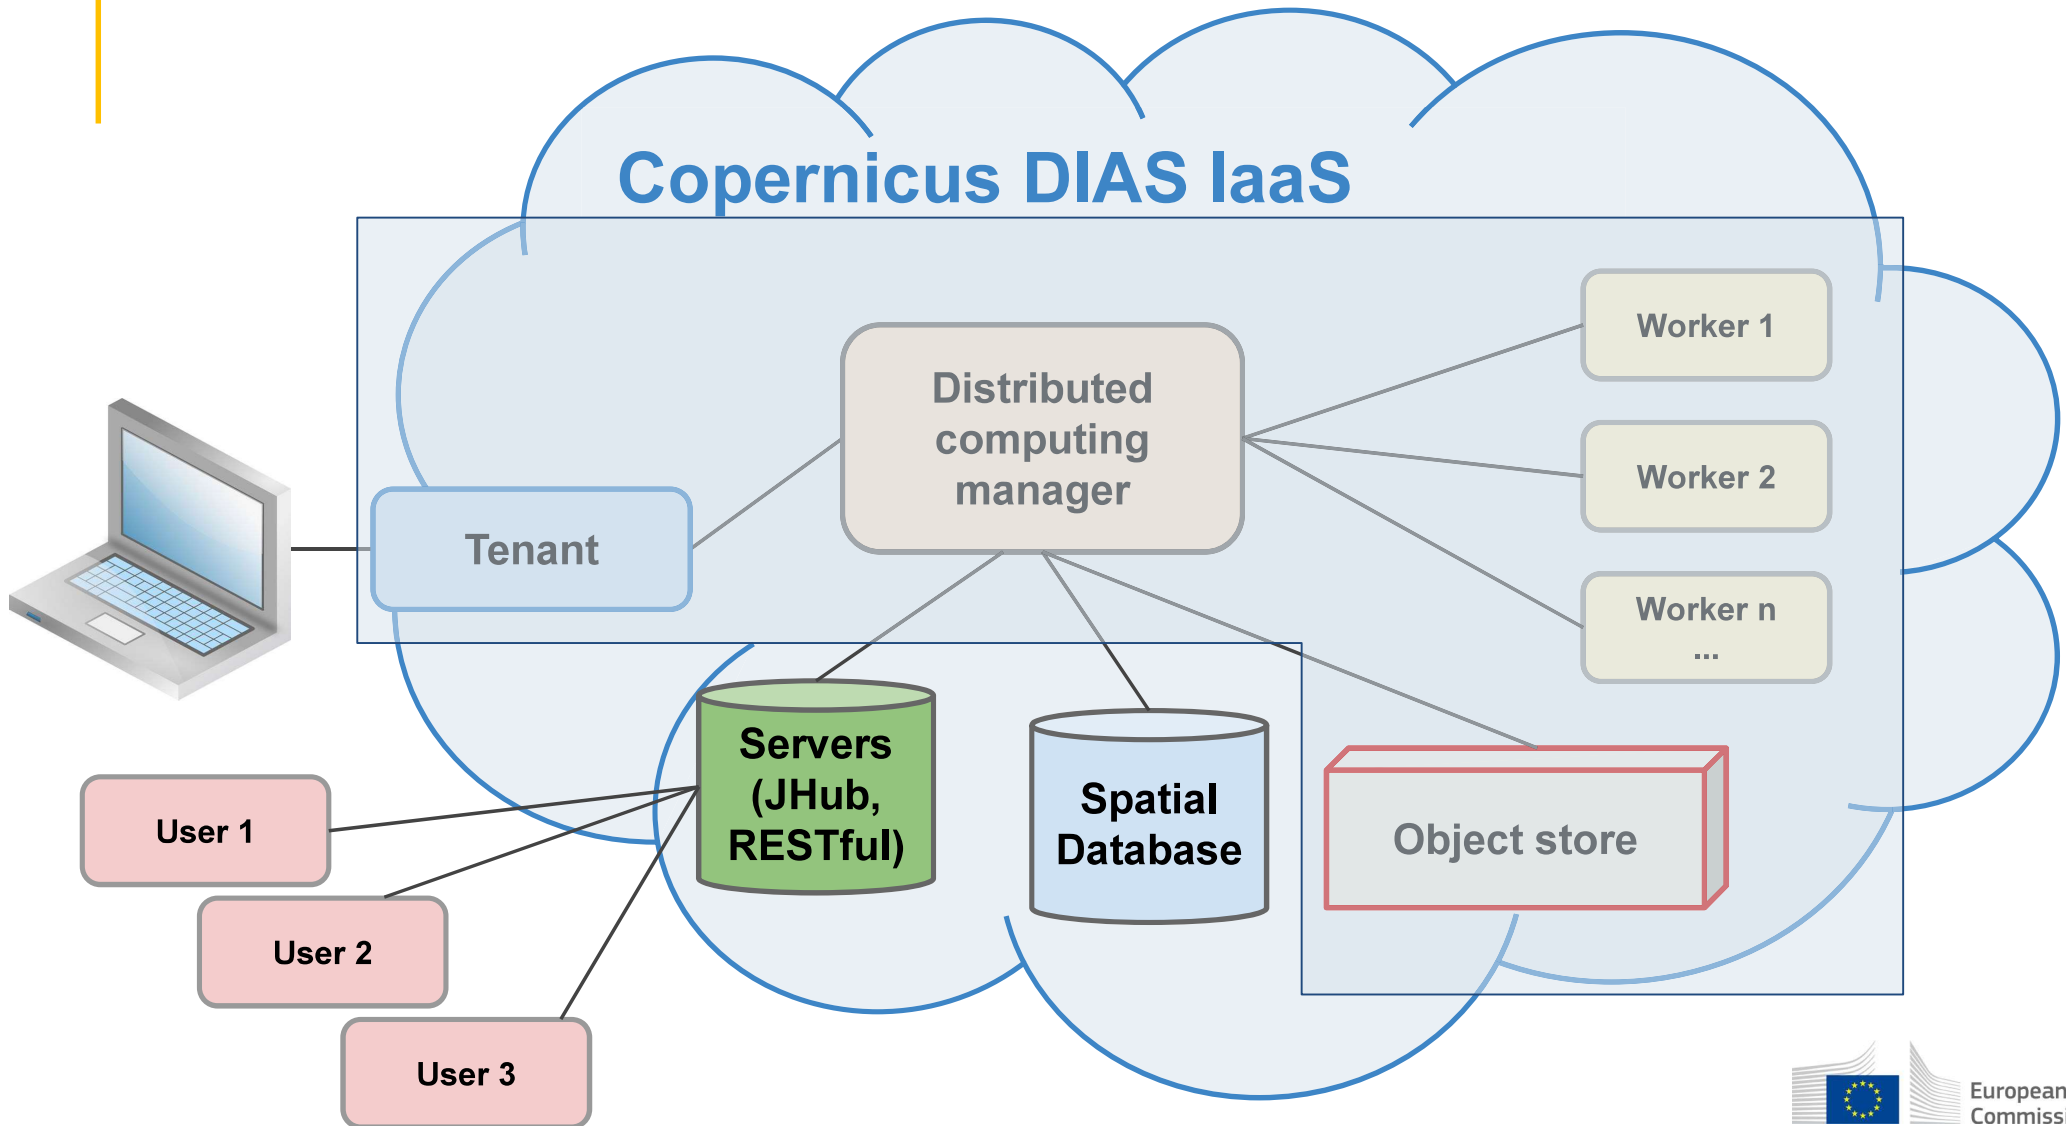 Copernicus DIAS IaaS
Worker 1
Distributed
computing
manager
Worker 2
Tenant
Worker n
...
Servers
(JHub,
RESTful)
Spatial
Database
Object store
User 1
User 2
User 3
European
Commissi